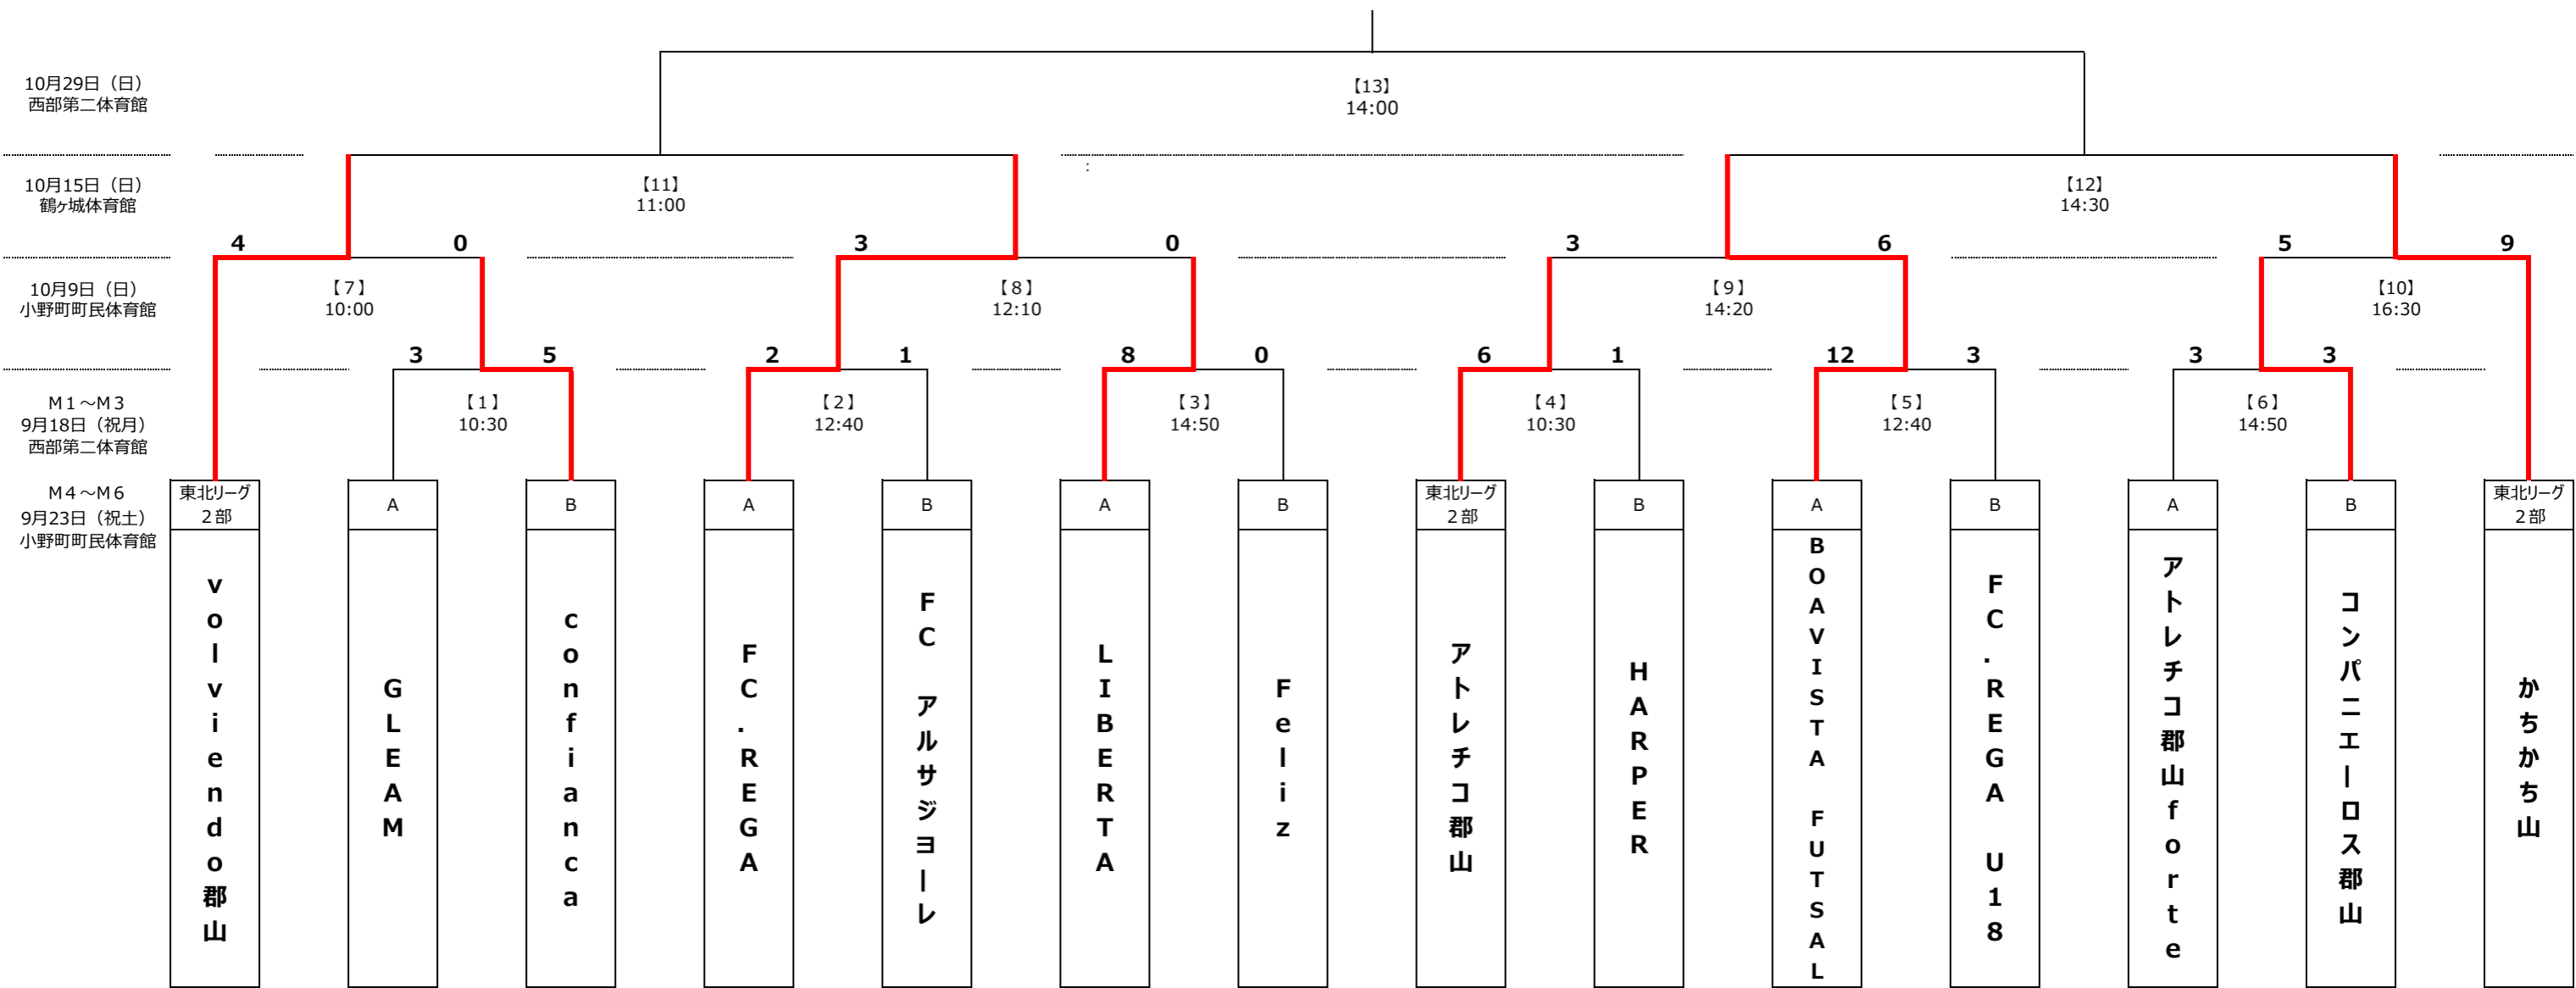 10月29日（日）
西部第二体育館
【13】
14:00
:
10月15日（日）
鶴ヶ城体育館
【11】
11:00
【12】
14:30
4
0
3
0
3
6
5
9
10月9日（日）
小野町町民体育館
【7】
10:00
【8】
12:10
【9】
14:20
【10】
16:30
3
5
2
1
8
0
6
1
12
3
3
3
M1～M3
9月18日（祝月）
西部第二体育館
【1】
10:30
【2】
12:40
【3】
14:50
【4】
10:30
【5】
12:40
【6】
14:50
M4～M6
9月23日（祝土）
小野町町民体育館
東北リーグ
2部
A
B
A
B
A
B
東北リーグ
2部
B
A
B
A
B
東北リーグ
2部
volviendo郡山
GLEAM
confianca
FC.REGA
FC アルサジョーレ
LIBERTA
Feliz
アトレチコ郡山
HARPER
BOAVISTA FUTSAL
FC.REGA U18
アトレチコ郡山forte
コンパニエーロス郡山
かちかち山